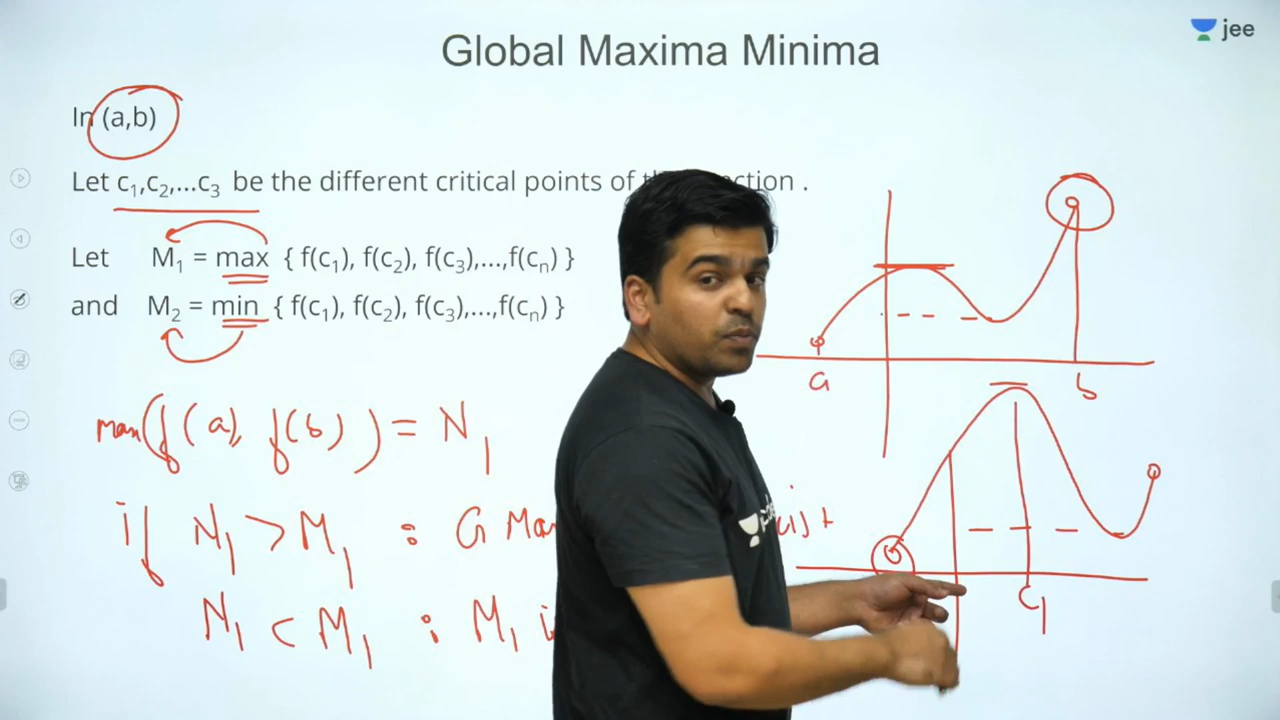 jee
Global Maxima Minima
In (a,b)
Let c₁,c₂,...c₃ be the different critical points of
Let M₁ = max { f(c₁), f(c₂), f(c₃),...,f(cₙ) }
and M₂ = min { f(c₁), f(c₂), f(c₃),...,f(cₙ) }
max(f(a), f(b)) = N₁
if N₁ > M₁ : G
N₁ < M₁ : M₁
a
b
c₁